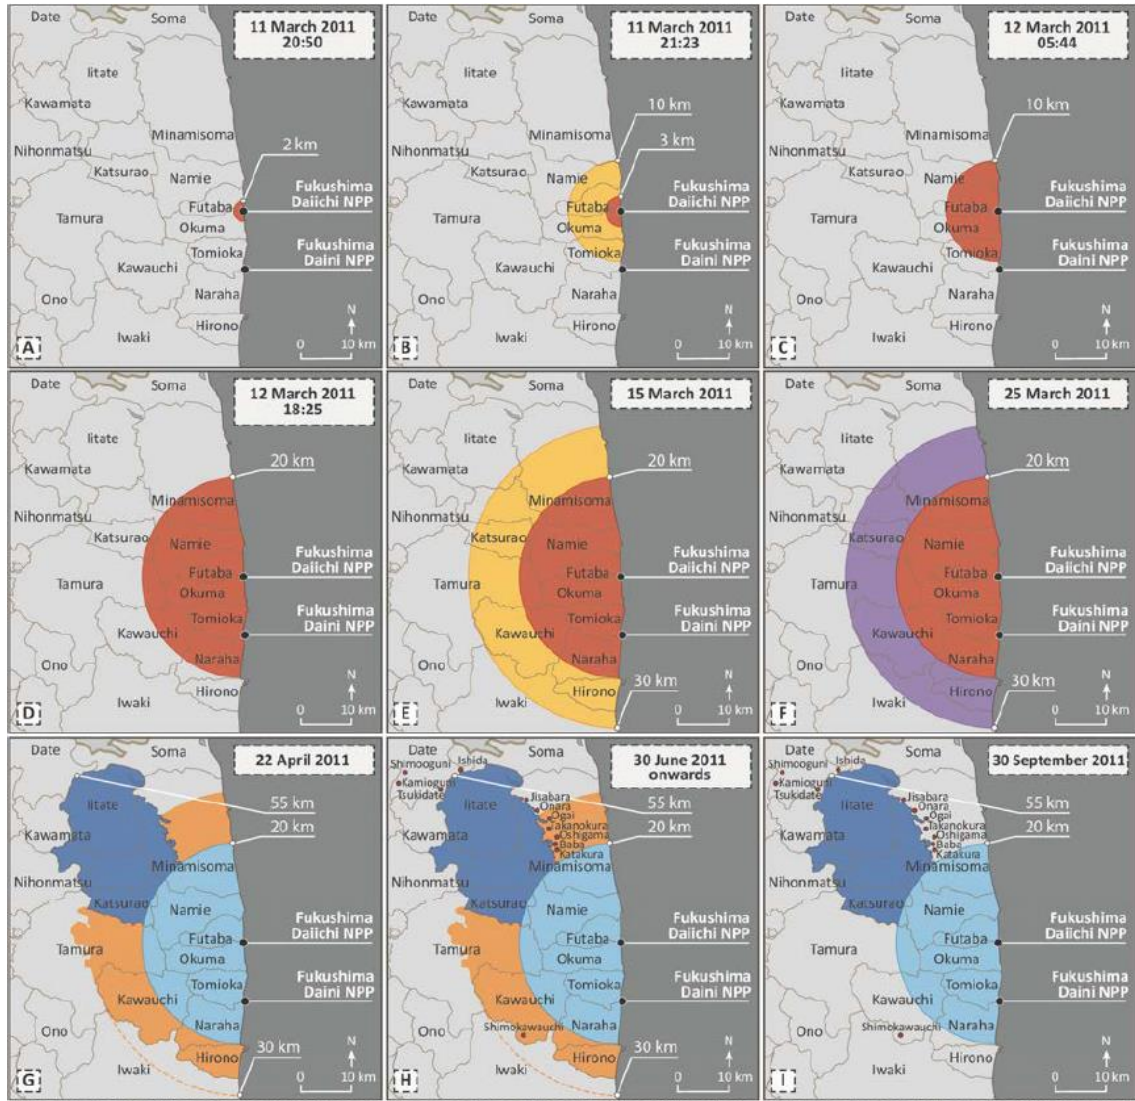 Date
Soma
11 March 2011
20:50
Iitate
Kawamata
Minamisoma
2 km
Nihonmatsu
Katsurao
Namie
Fukushima
Daiichi NPP
Futaba
Tamura
Okuma
Tomioka
Fukushima
Daini NPP
Kawauchi
Ono
Naraha
N
Hirono
Iwaki
A
0 10 km
Date
Soma
11 March 2011
21:23
Iitate
10 km
Kawamata
Minamisoma
3 km
Nihonmatsu
Katsurao
Namie
Fukushima
Daiichi NPP
Futaba
Tamura
Okuma
Tomioka
Fukushima
Daini NPP
Kawauchi
Ono
Naraha
N
Hirono
Iwaki
B
0 10 km
Date
Soma
12 March 2011
05:44
Iitate
10 km
Kawamata
Minamisoma
Nihonmatsu
Katsurao
Namie
Fukushima
Daiichi NPP
Futaba
Tamura
Okuma
Tomioka
Fukushima
Daini NPP
Kawauchi
Ono
Naraha
N
Hirono
Iwaki
C
0 10 km
Date
Soma
12 March 2011
18:25
Iitate
20 km
Kawamata
Minamisoma
Nihonmatsu
Katsurao
Namie
Fukushima
Daiichi NPP
Futaba
Tamura
Okuma
Tomioka
Fukushima
Daini NPP
Kawauchi
Ono
Naraha
N
Hirono
Iwaki
D
0 10 km
Date
Soma
15 March 2011
Iitate
20 km
Kawamata
Minamisoma
Nihonmatsu
Katsurao
Namie
Fukushima
Daiichi NPP
Futaba
Tamura
Okuma
Tomioka
Fukushima
Daini NPP
Kawauchi
Ono
Naraha
N
Hirono
30 km
Iwaki
E
0 10 km
Date
Soma
25 March 2011
Iitate
20 km
Kawamata
Minamisoma
Nihonmatsu
Katsurao
Namie
Fukushima
Daiichi NPP
Futaba
Tamura
Okuma
Tomioka
Fukushima
Daini NPP
Kawauchi
Ono
Naraha
N
Hirono
30 km
Iwaki
F
0 10 km
Date
Soma
22 April 2011
Iitate
55 km
Kawamata
20 km
Minamisoma
Nihonmatsu
Katsurao
Namie
Fukushima
Daiichi NPP
Futaba
Tamura
Okuma
Tomioka
Fukushima
Daini NPP
Kawauchi
Ono
Naraha
N
Hirono
30 km
Iwaki
G
0 10 km
Date
Soma
30 June 2011
onwards
Shimooguni
Ishida
Kamioguni
Tsukidate
Iitate
Jisabara
Onara
55 km
Ogai
Takanokura
Kawamata
Oshigama
20 km
Baba
Katakura
Minamisoma
Nihonmatsu
Katsurao
Namie
Fukushima
Daiichi NPP
Futaba
Tamura
Okuma
Tomioka
Fukushima
Daini NPP
Kawauchi
Shimokawauchi
Ono
Naraha
N
Hirono
30 km
Iwaki
H
0 10 km
Date
Soma
30 September 2011
Shimooguni
Ishida
Kamioguni
Tsukidate
Iitate
Jisabara
Onara
55 km
Ogai
Takanokura
Kawamata
Oshigama
20 km
Baba
Katakura
Minamisoma
Nihonmatsu
Katsurao
Namie
Fukushima
Daiichi NPP
Futaba
Tamura
Okuma
Tomioka
Fukushima
Daini NPP
Kawauchi
Shimokawauchi
Ono
Naraha
N
Hirono
Iwaki
I
0 10 km